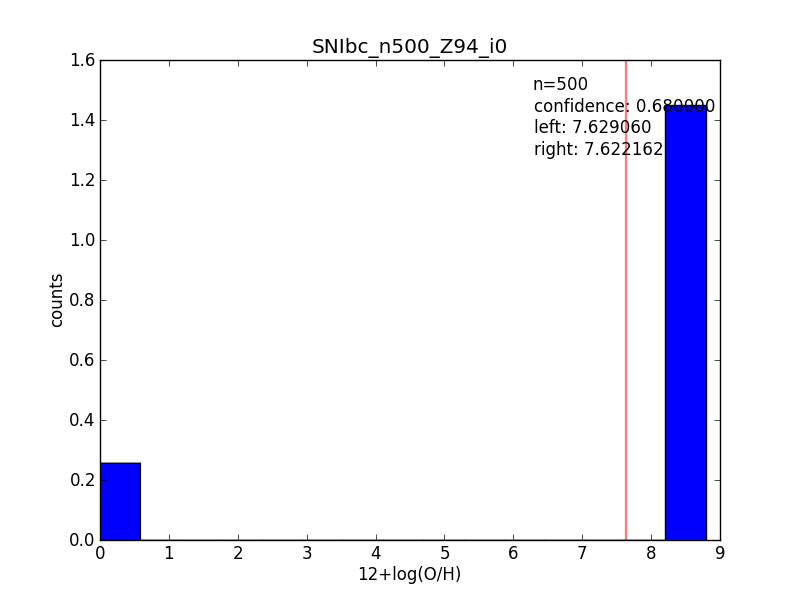 SNIbc_n500_Z94_i0
1.6
1.4
1.2
1.0
0.8
0.6
0.4
0.2
0.0
counts
n=500
confidence: 0.680000
left: 7.629060
right: 7.622162
0 1 2 3 4 5 6 7 8 9
12+log(O/H)